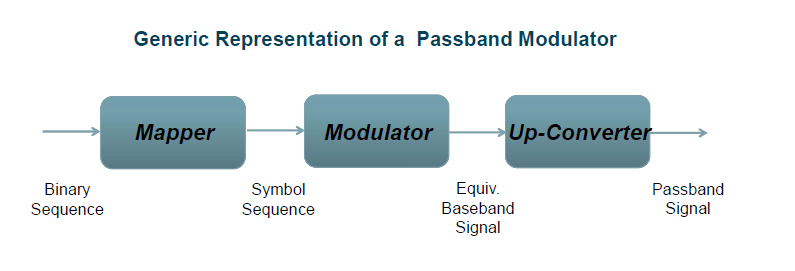 Generic Representation of a Passband Modulator
Mapper
Modulator
Up-Converter
Binary
Sequence
Symbol
Sequence
Equiv.
Baseband
Signal
Passband
Signal